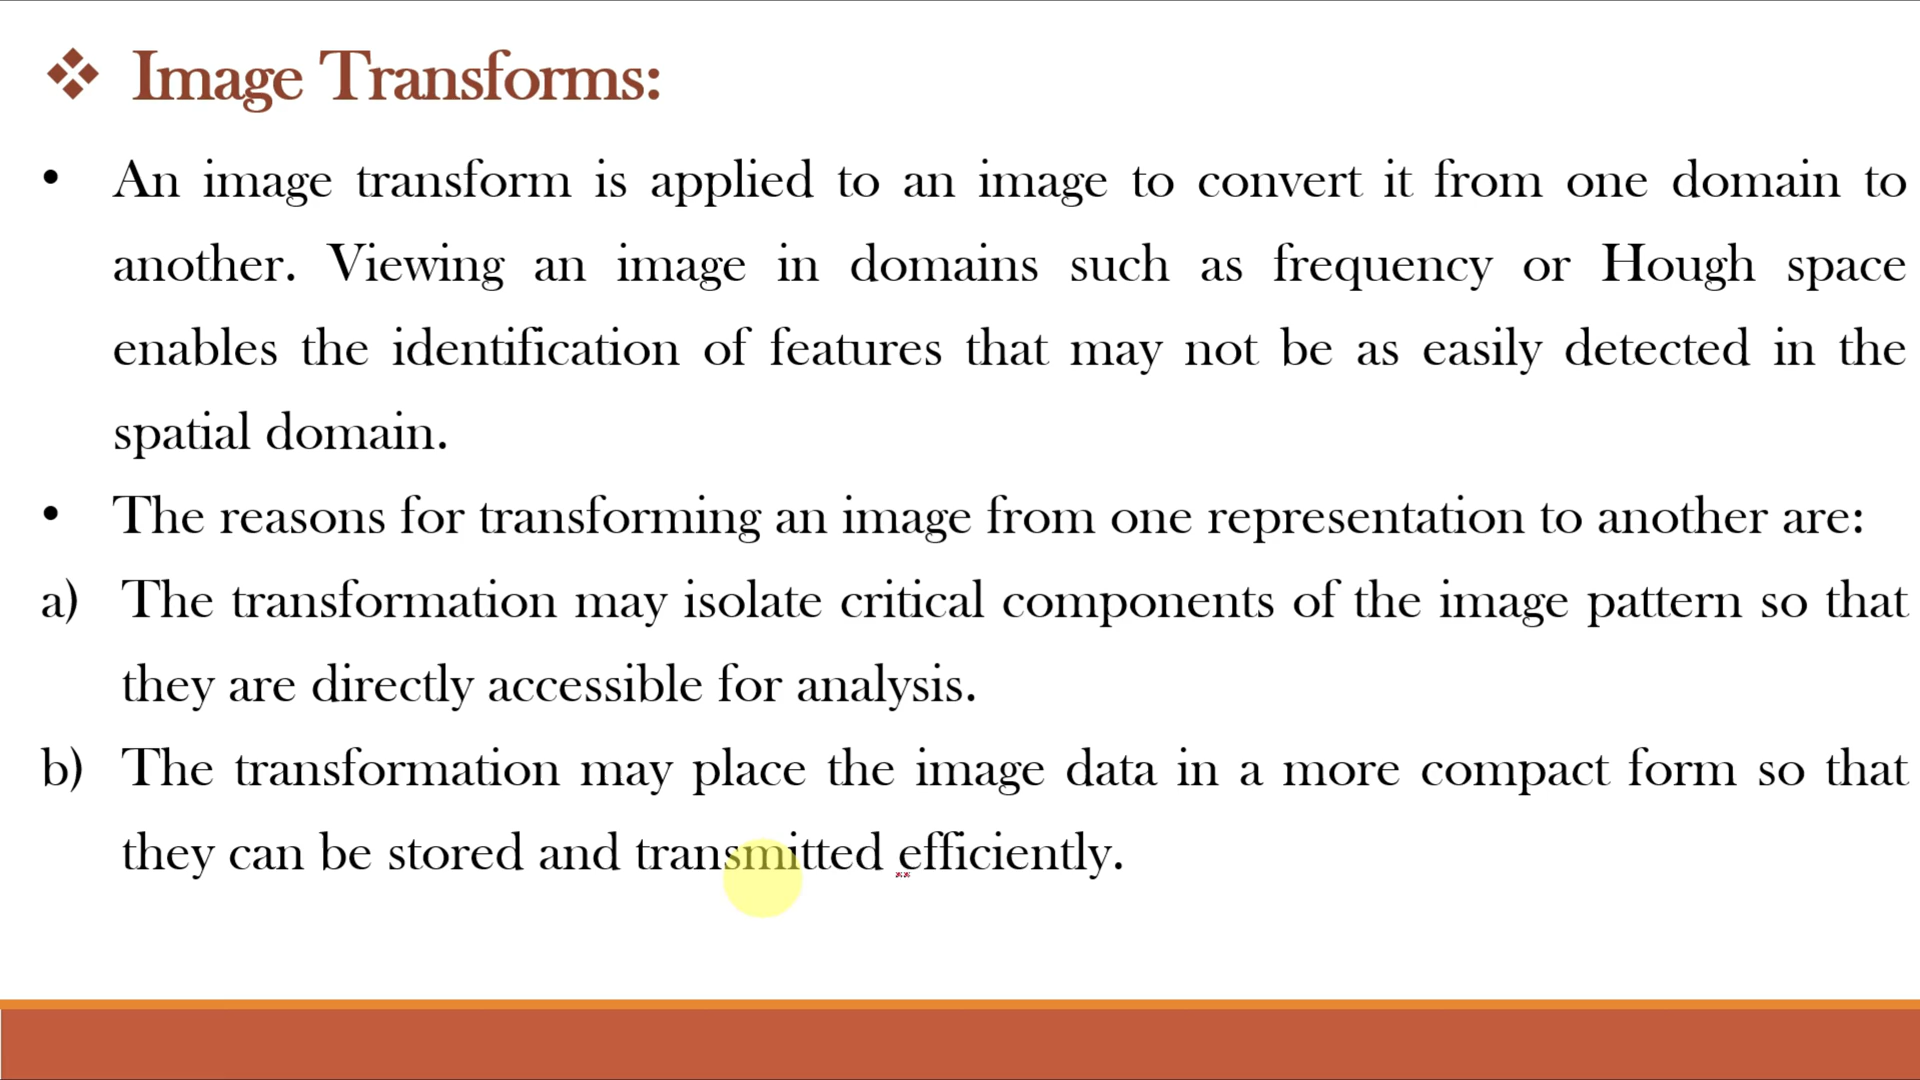 ❖ Image Transforms:
• An image transform is applied to an image to convert it from one domain to
another. Viewing an image in domains such as frequency or Hough space
enables the identification of features that may not be as easily detected in the
spatial domain.
• The reasons for transforming an image from one representation to another are:
a) The transformation may isolate critical components of the image pattern so that
they are directly accessible for analysis.
b) The transformation may place the image data in a more compact form so that
they can be stored and transmitted efficiently.